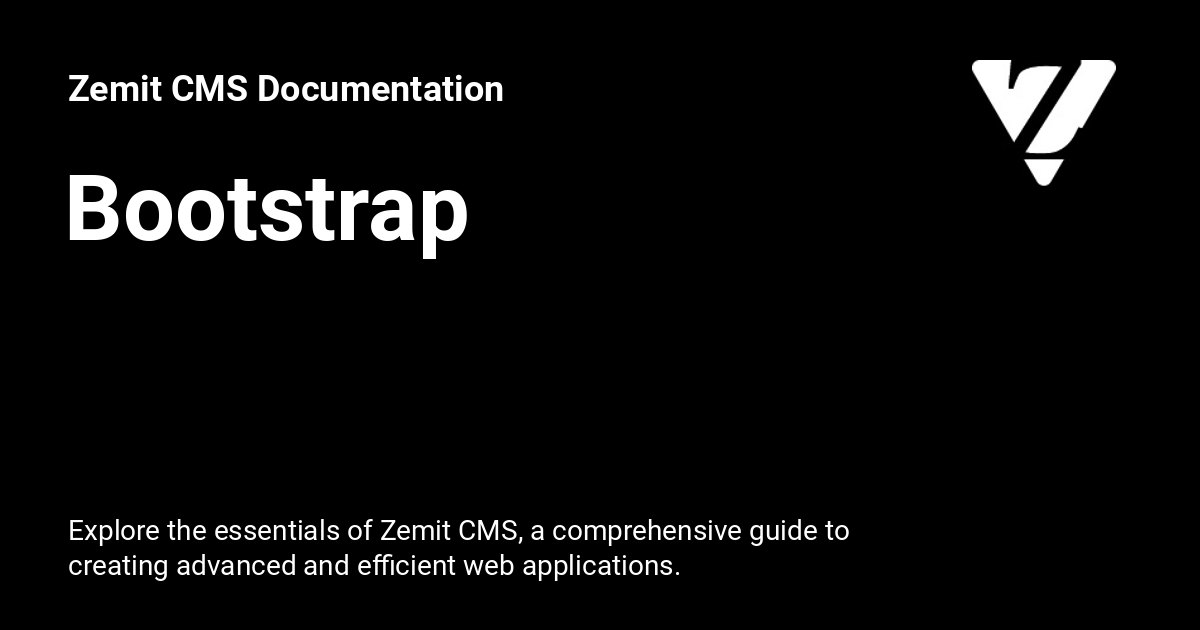 Zemit CMS Documentation
Bootstrap
Explore the essentials of Zemit CMS, a comprehensive guide to
creating advanced and efficient web applications.